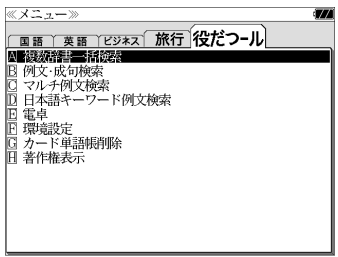 ≪メニュー≫
国語 英語 ビジネス 旅行 役だつール
A 複数辞書一括検索
B 例文·成句検索
C マルチ例文検索
D 日本語キーワード例文検索
E 電卓
F 環境設定
G カード単語帳削除
H 著作権表示